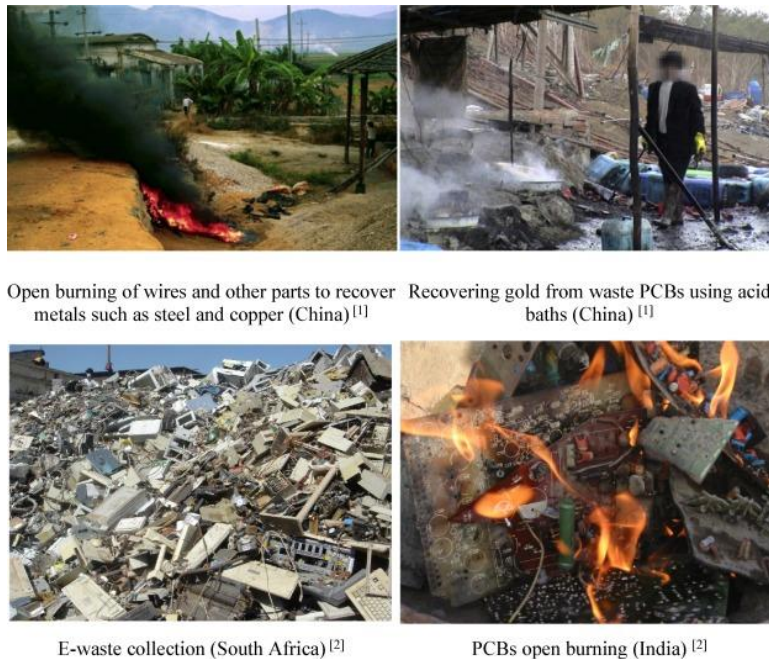 Open burning of wires and other parts to recover
metals such as steel and copper (China) [1]
Recovering gold from waste PCBs using acid
baths (China) [1]
E-waste collection (South Africa) [2]
PCBs open burning (India) [2]